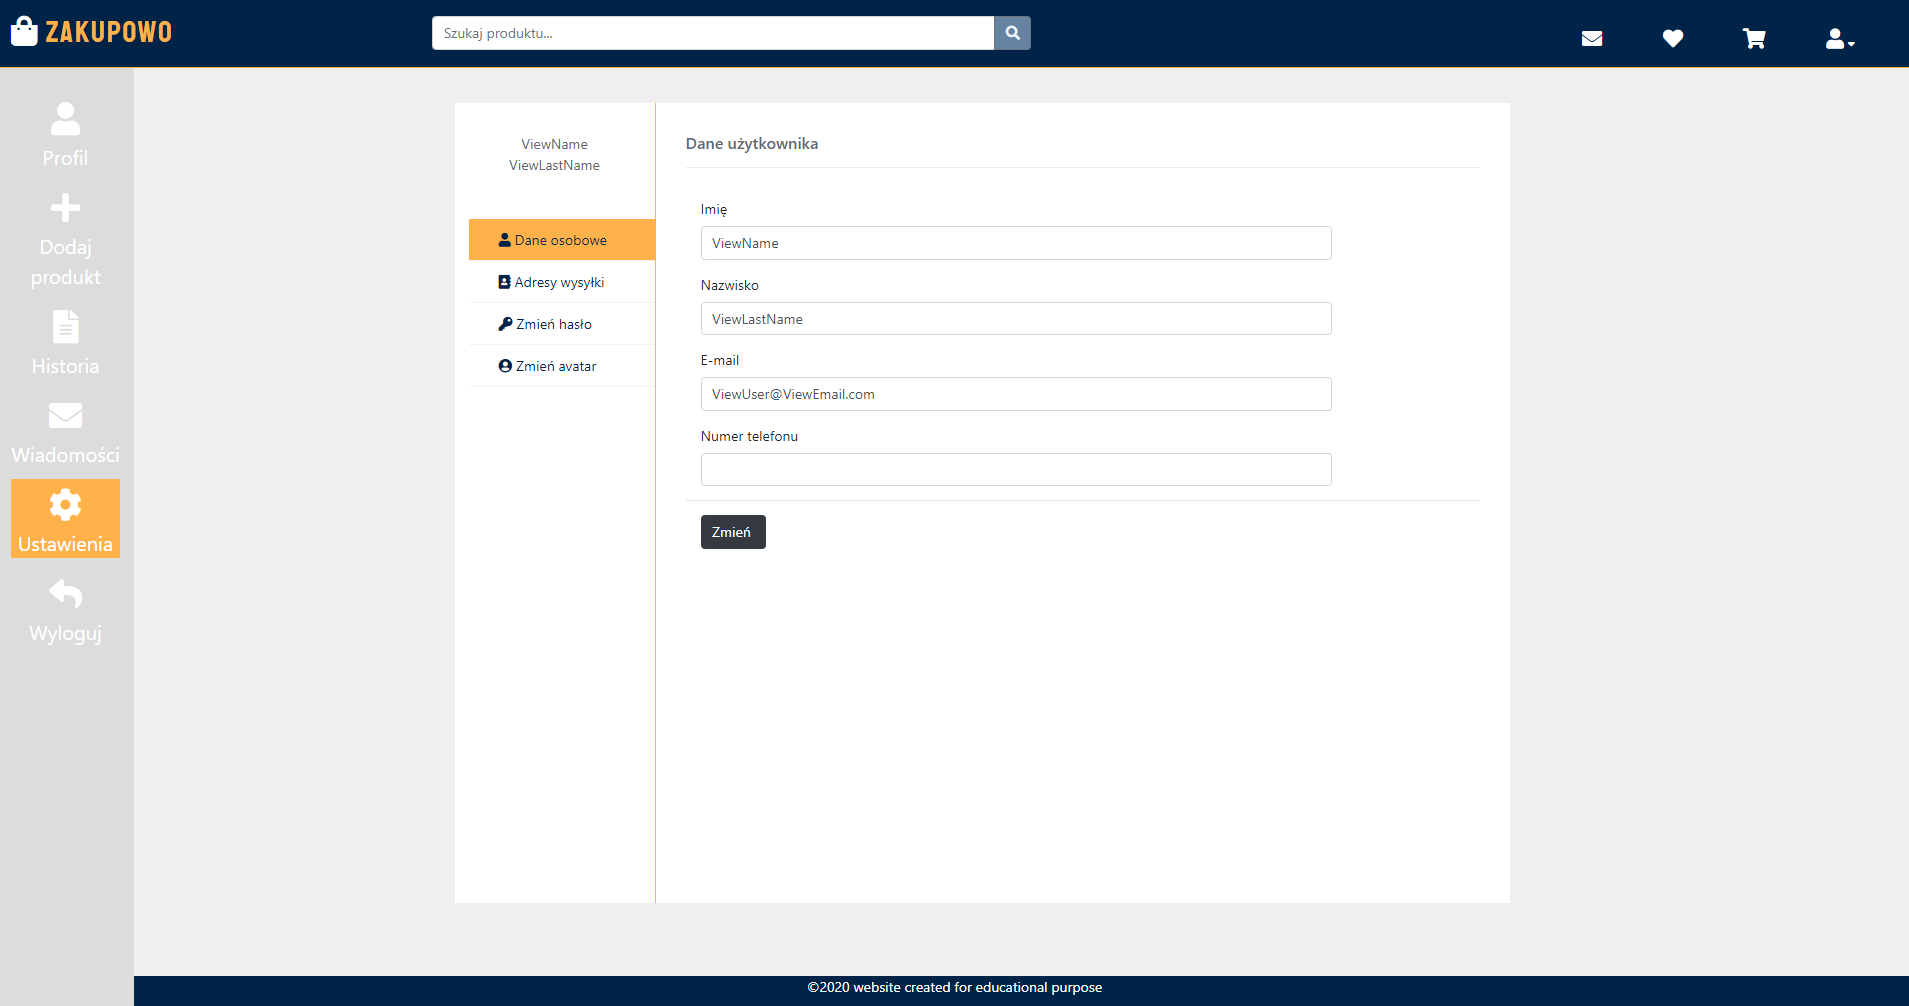 ZAKUPOWO
Szukaj produktu...
Profil
Dodaj
produkt
Historia
Wiadomości
Ustawienia
Wyloguj
ViewName
ViewLastName
Dane osobowe
Adresy wysyłki
Zmień hasło
Zmień avatar
Dane użytkownika
Imię
ViewName
Nazwisko
ViewLastName
E-mail
ViewUser@ViewEmail.com
Numer telefonu
Zmień
©2020 website created for educational purpose